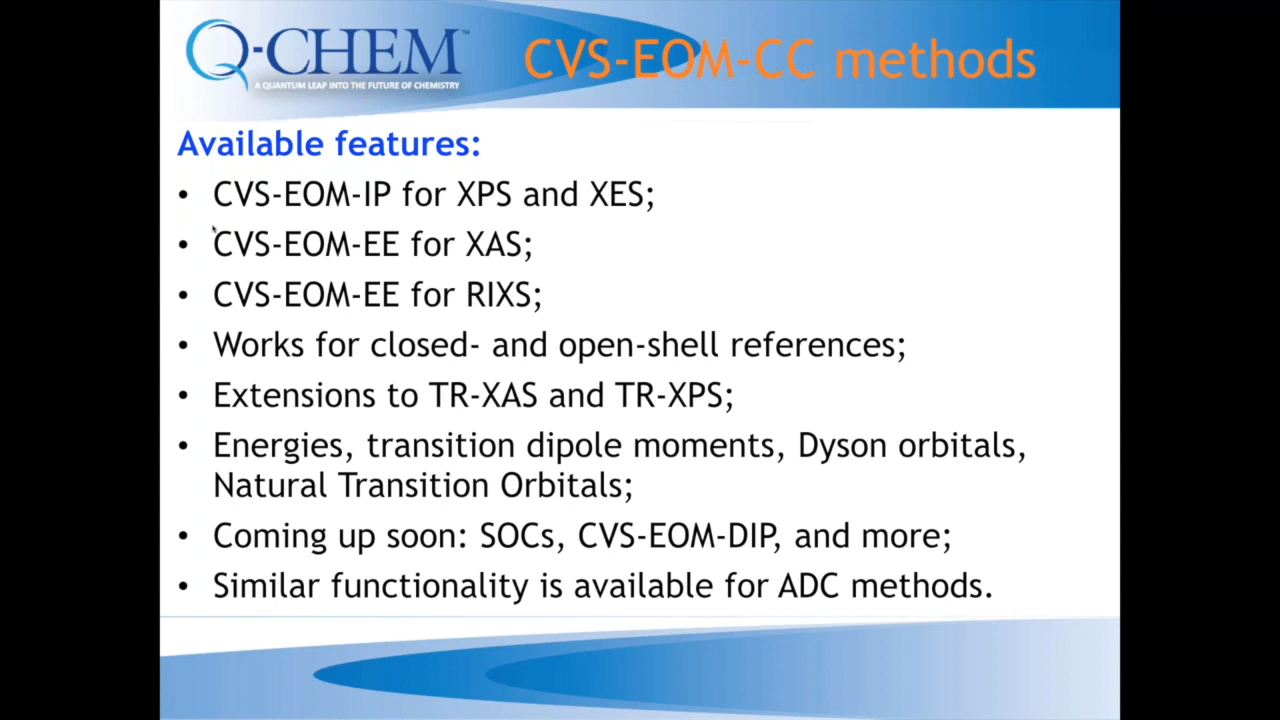 Q-CHEM™
A QUANTUM LEAP INTO THE FUTURE OF CHEMISTRY
CVS-EOM-CC methods
Available features:
• CVS-EOM-IP for XPS and XES;
• CVS-EOM-EE for XAS;
• CVS-EOM-EE for RIXS;
• Works for closed- and open-shell references;
• Extensions to TR-XAS and TR-XPS;
• Energies, transition dipole moments, Dyson orbitals,
Natural Transition Orbitals;
• Coming up soon: SOCs, CVS-EOM-DIP, and more;
• Similar functionality is available for ADC methods.